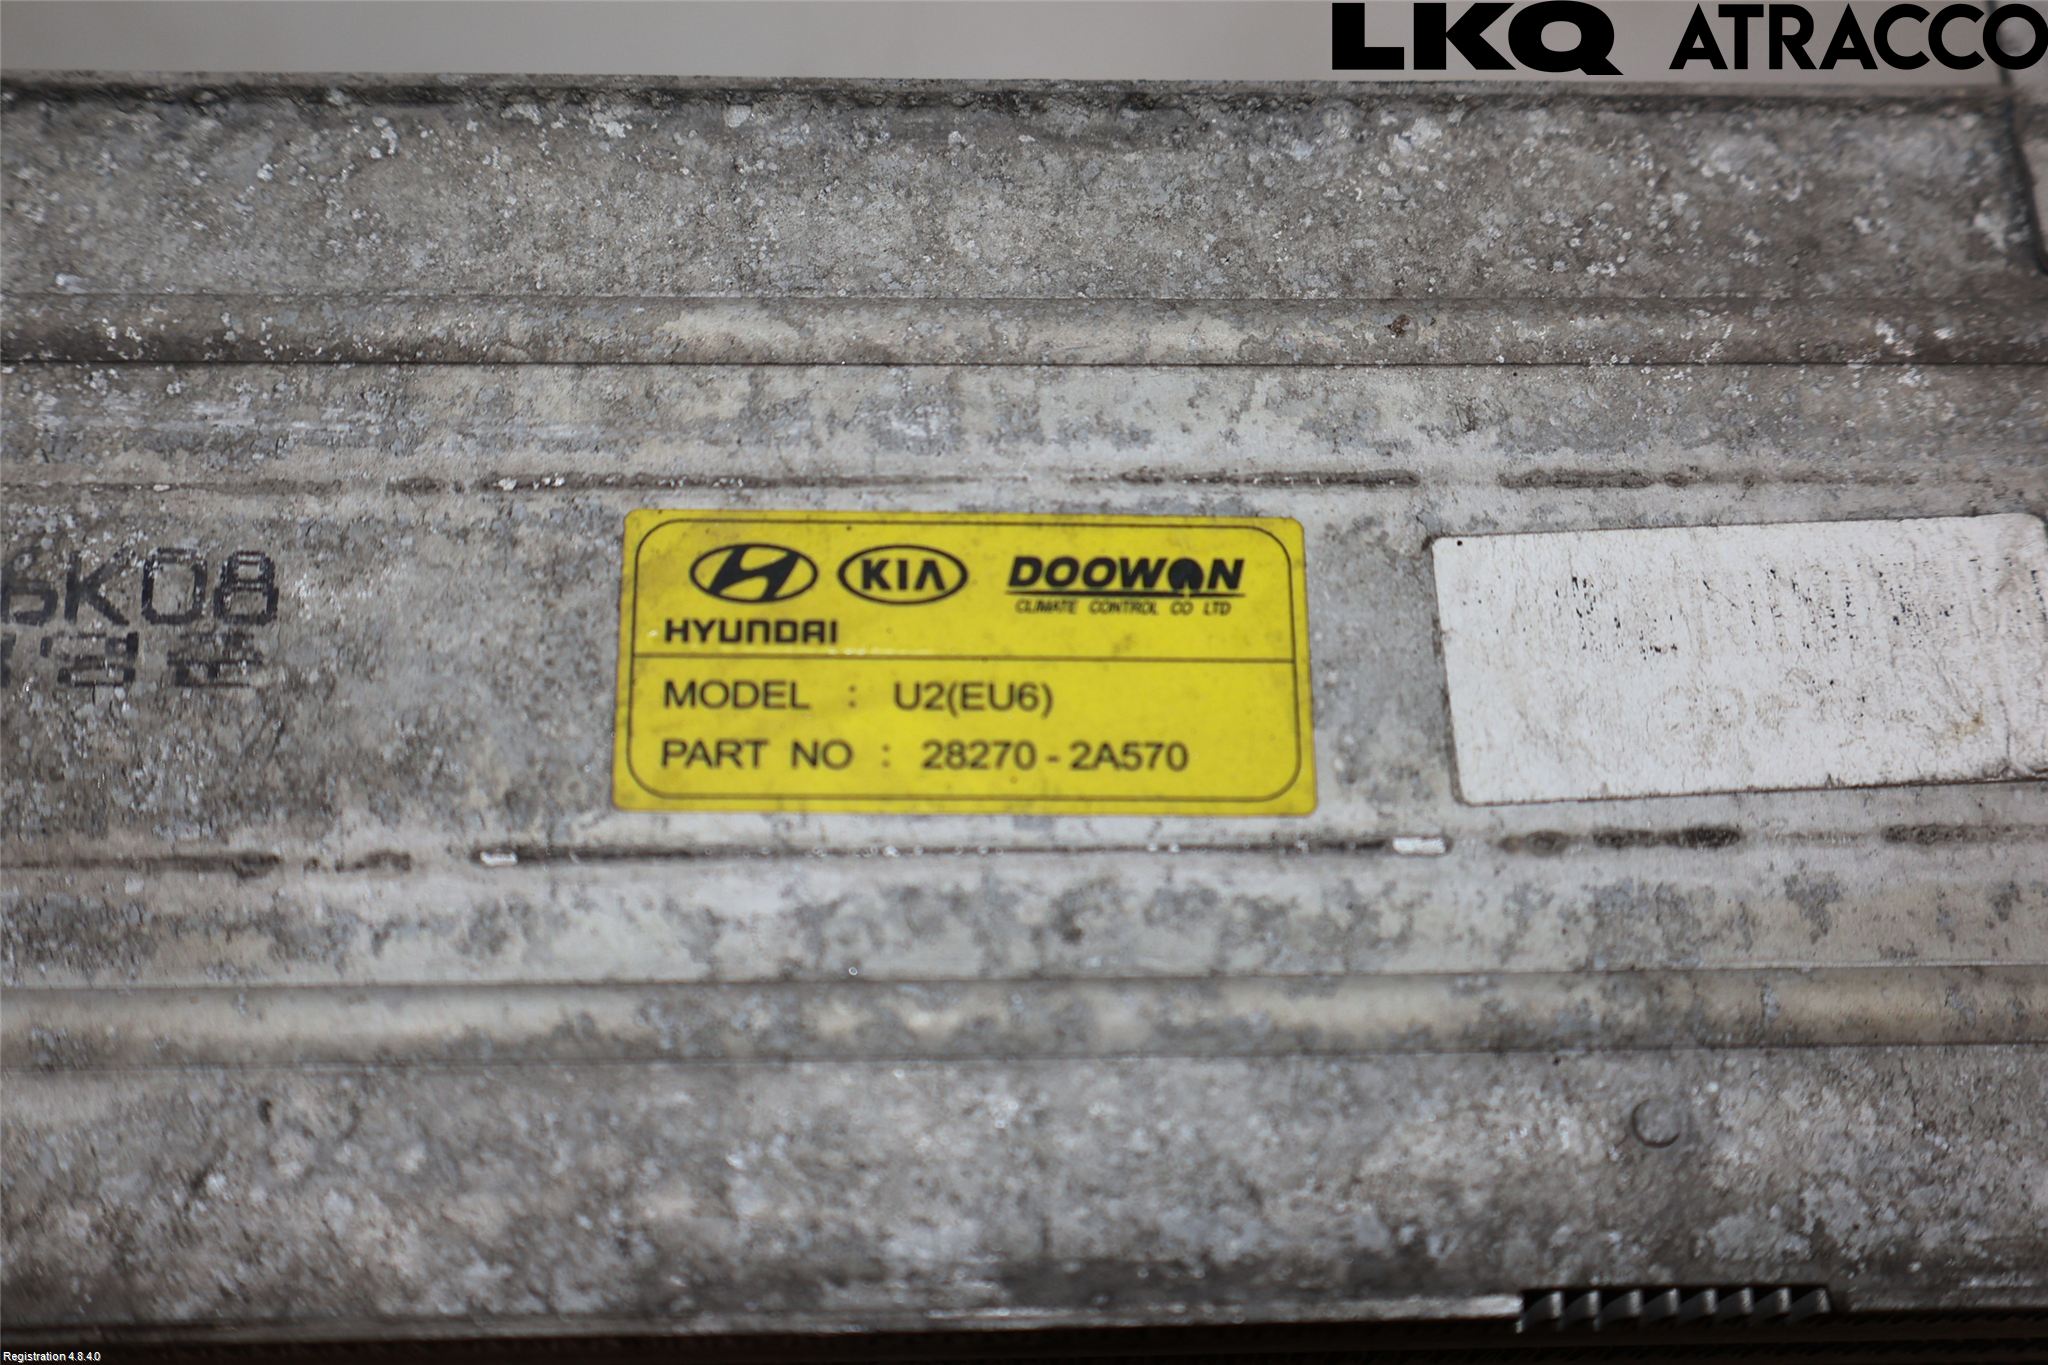 LKQ ATRACCO
KIA DOOWON
CLIMATE CONTROL CO LTD
HYUNDAI
MODEL : U2(EU6)
PART NO : 28270-2A570
6K08
Registration 4.8.4.0